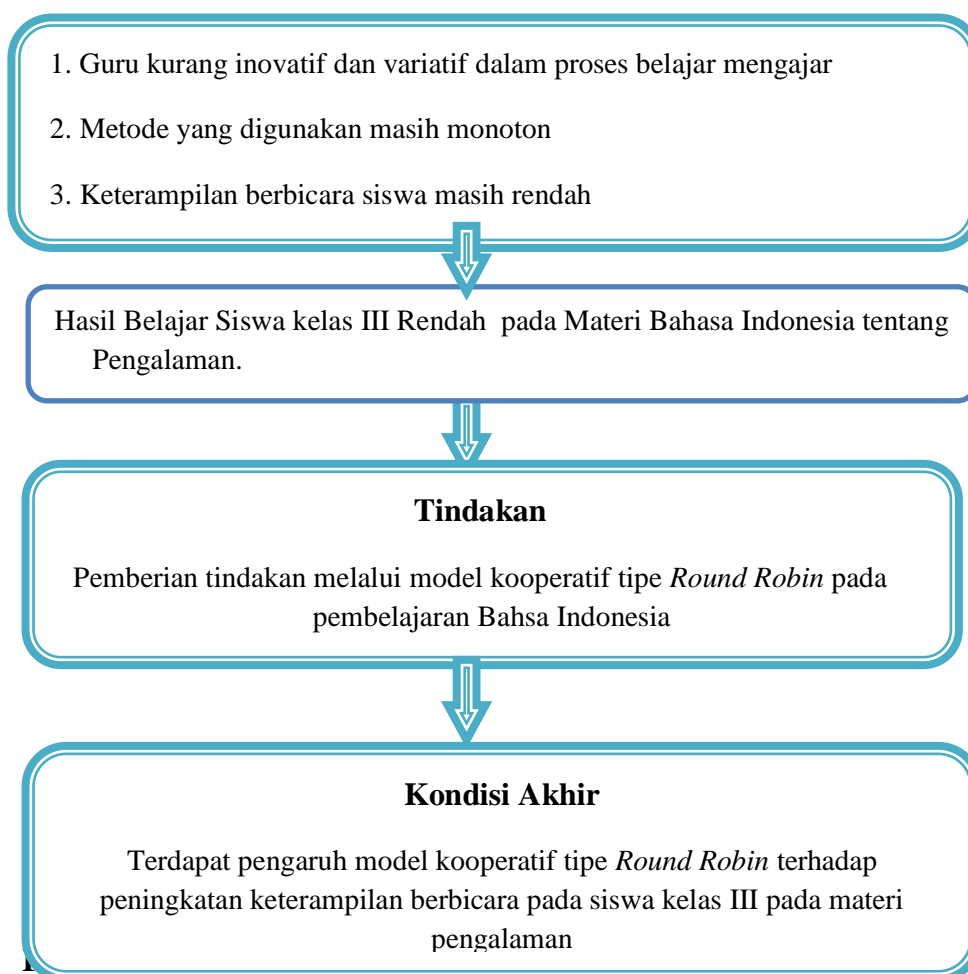 1. Guru kurang inovatif dan variatif dalam proses belajar mengajar
2. Metode yang digunakan masih monoton
3. Keterampilan berbicara siswa masih rendah
Hasil Belajar Siswa kelas III Rendah pada Materi Bahasa Indonesia tentang
Pengalaman.
Tindakan
Pemberian tindakan melalui model kooperatif tipe Round Robin pada
pembelajaran Bahsa Indonesia
Kondisi Akhir
Terdapat pengaruh model kooperatif tipe Round Robin terhadap
peningkatan keterampilan berbicara pada siswa kelas III pada materi
pengalaman